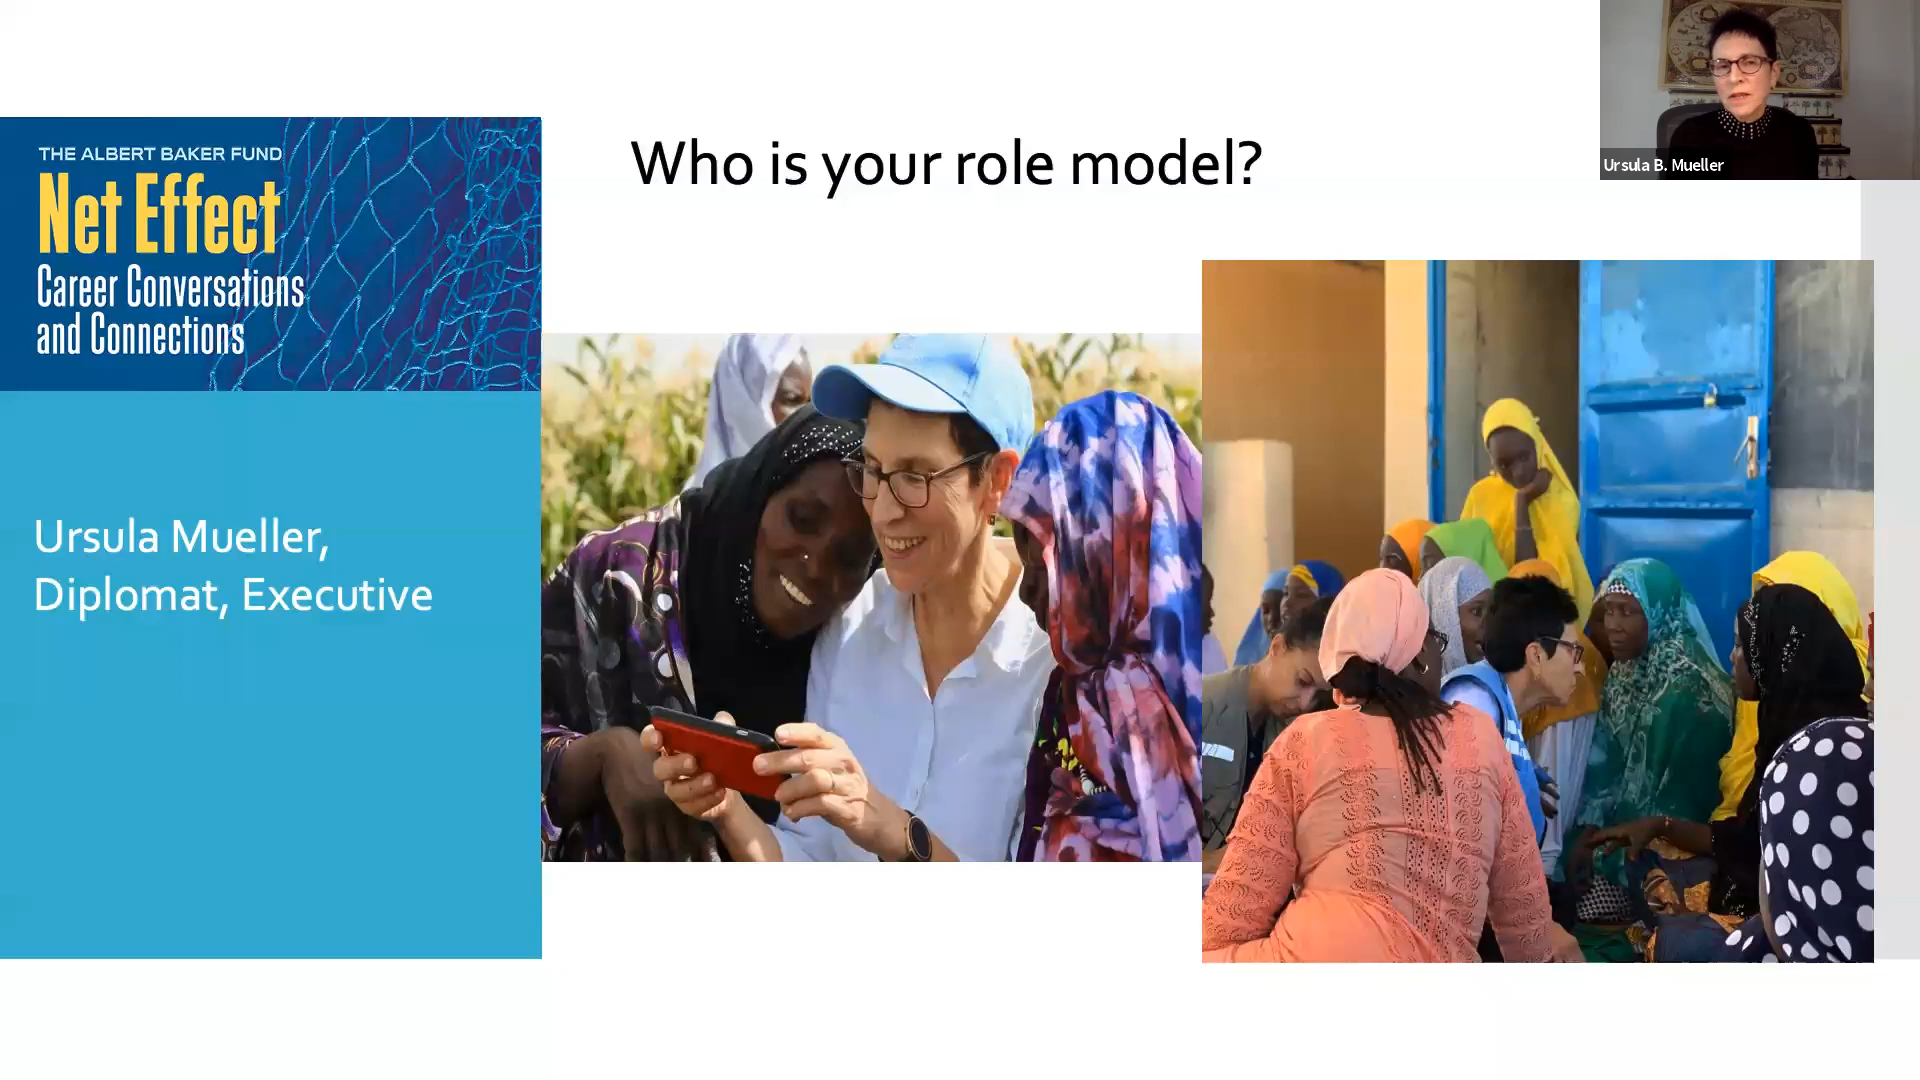 THE ALBERT BAKER FUND
Net Effect
Career Conversations
and Connections
Ursula Mueller,
Diplomat, Executive
Who is your role model?
Ursula B. Mueller